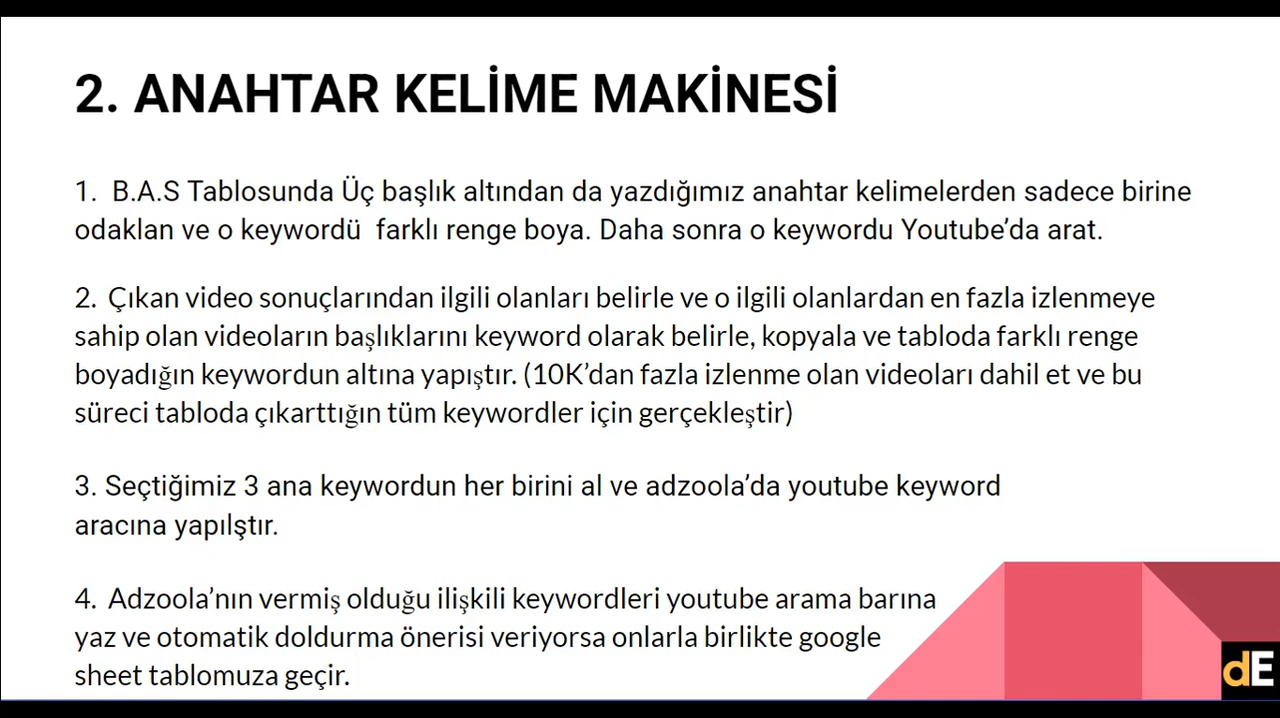 2. ANAHTAR KELİME MAKİNESİ
1. B.A.S Tablosunda Üç başlık altından da yazdığımız anahtar kelimelerden sadece birine
odaklan ve o keywordü farklı renge boya. Daha sonra o keywordu Youtube’da arat.
2. Çıkan video sonuçlarından ilgili olanları belirle ve o ilgili olanlardan en fazla izlenmeye
sahip olan videoların başlıklarını keyword olarak belirle, kopyala ve tabloda farklı renge
boyadığın keywordun altına yapıştır. (10K’dan fazla izlenme olan videoları dahil et ve bu
süreci tabloda çıkarttığın tüm keywordler için gerçekleştir)
3. Seçtiğimiz 3 ana keywordun her birini al ve adzoola’da youtube keyword
aracına yapılştır.
4. Adzoola’nın vermiş olduğu ilişkili keywordleri youtube arama barına
yaz ve otomatik doldurma önerisi veriyorsa onlarla birlikte google
sheet tablomuza geçir.
dE